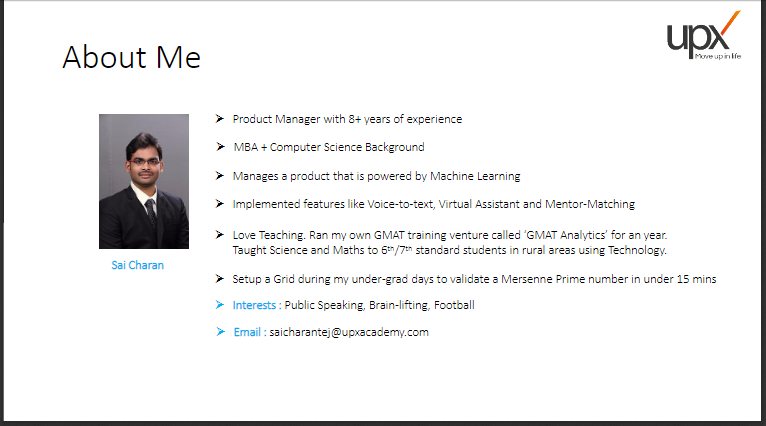 upx
Move up in life
About Me
Product Manager with 8+ years of experience
MBA + Computer Science Background
Manages a product that is powered by Machine Learning
Implemented features like Voice-to-text, Virtual Assistant and Mentor-Matching
Love Teaching. Ran my own GMAT training venture called ‘GMAT Analytics’ for an year.
Taught Science and Maths to 6th/7th standard students in rural areas using Technology.
Sai Charan
Setup a Grid during my under-grad days to validate a Mersenne Prime number in under 15 mins
Interests : Public Speaking, Brain-lifting, Football
Email : saicharantej@upxacademy.com